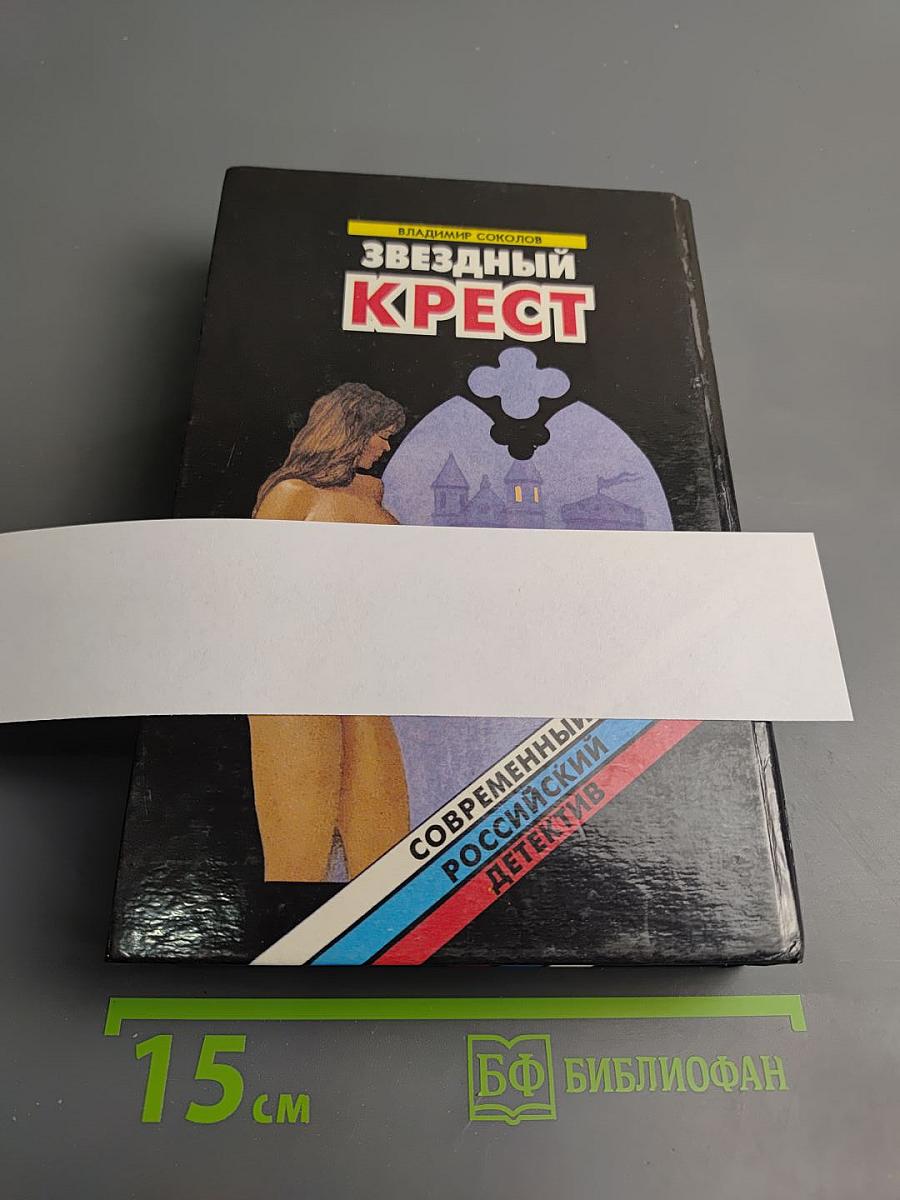 ВЛАДИМИР СОКОЛОВ
ЗВЕЗДНЫЙ
КРЕСТ
СОВРЕМЕННЫЙ
РОССИЙСКИЙ
ДЕТЕКТИВ
15 см
БФ БИБЛИОФАН